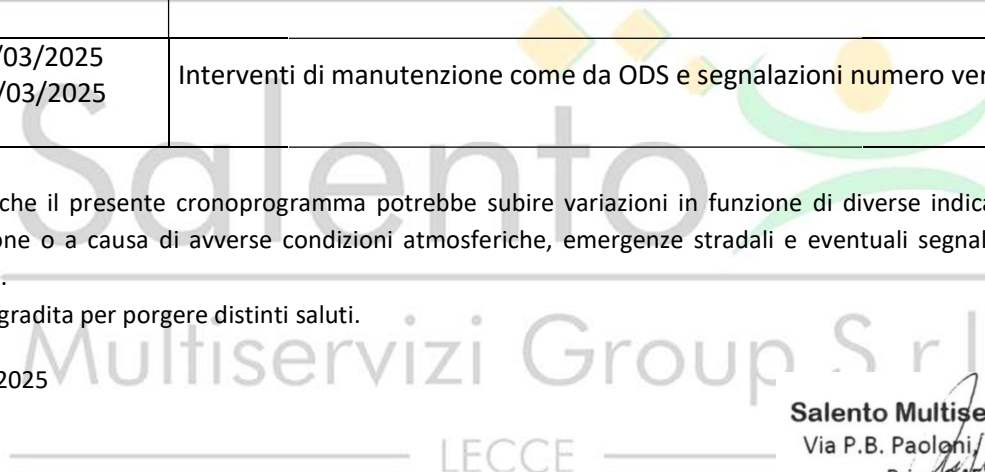 /03/2025
/03/2025
Interventi di manutenzione come da ODS e segnalazioni numero ver
Salento
che il presente cronoprogramma potrebbe subire variazioni in funzione di diverse indica
one o a causa di avverse condizioni atmosferiche, emergenze stradali e eventuali segnal
.
gradita per porgere distinti saluti.
Multiservizi Group Srl
2025
Salento Multise
Via P.B. Paoloni,
LECCE